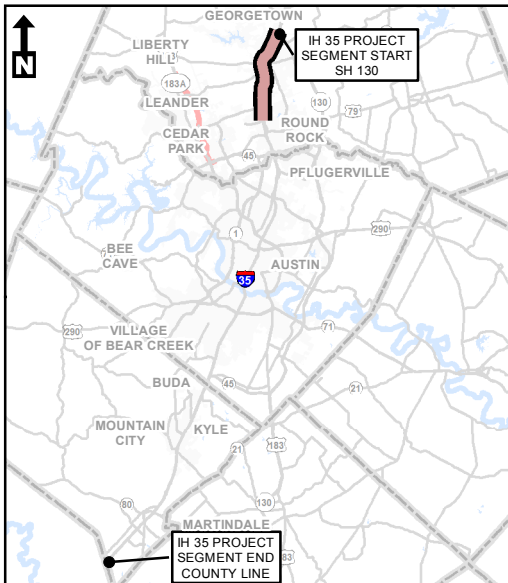 GEORGETOWN
IH 35 PROJECT
SEGMENT START
SH 130
N
LIBERTY
HILL
183A
LEANDER
130
79
CEDAR
PARK
ROUND
ROCK
45
PFLUGERVILLE
1
290
BEE
CAVE
AUSTIN
35
71
290
VILLAGE
OF BEAR CREEK
BUDA
45
21
MOUNTAIN
CITY
KYLE
21
183
80
130
MARTINDALE
IH 35 PROJECT
SEGMENT END
COUNTY LINE
183